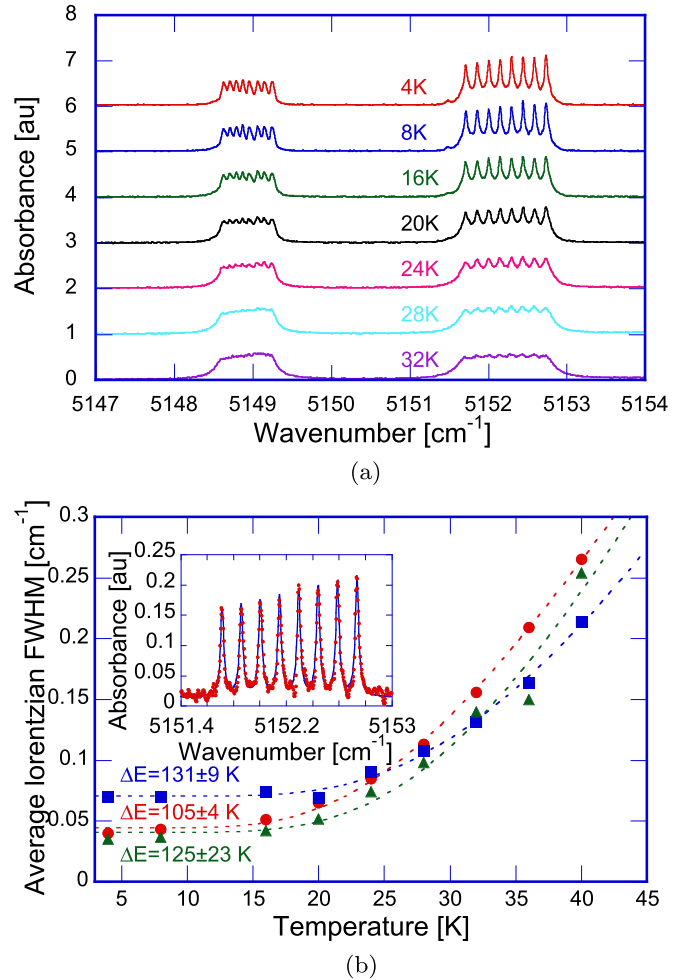 8
7
6
5
4
3
2
1
0
Absorbance [au]
4K
8K
16K
20K
24K
28K
32K
5147 5148 5149 5150 5151 5152 5153 5154
Wavenumber [cm⁻¹]
(a)
0.3
0.2
0.1
0.05
0
Average lorentzian FWHM [cm⁻¹]
0.25
0.2
0.15
0.1
0.05
0
Absorbance [au]
5151.4 5152.2 5153
Wavenumber [cm⁻¹]
ΔE=131±9 K
ΔE=105±4 K
ΔE=125±23 K
5 10 15 20 25 30 35 40 45
Temperature [K]
(b)